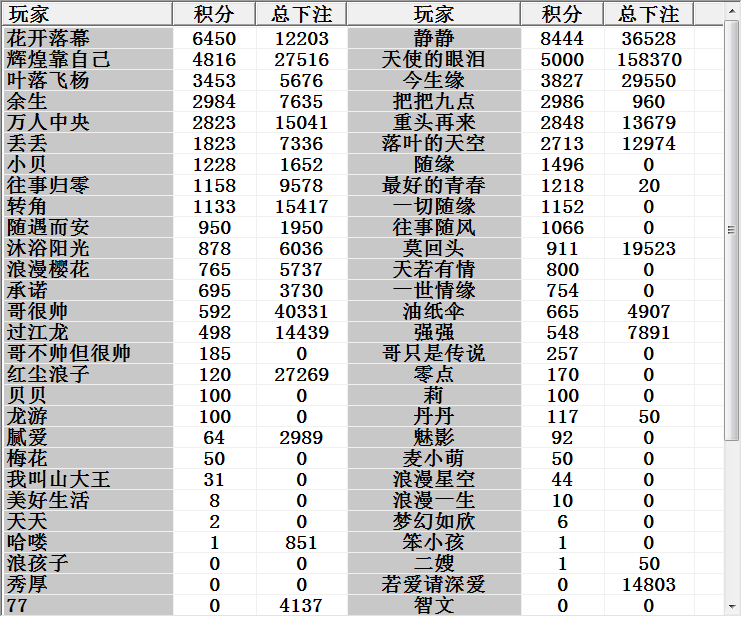 玩家 积分 总下注 玩家 积分 总下注
花开落幕 6450 12203 静静 8444 36528
辉煌靠自己 4816 27516 天使的眼泪 5000 158370
叶落飞杨 3453 5676 今生缘 3827 29550
余生 2984 7635 把把九点 2986 960
万人中央 2823 15041 重头再来 2848 13679
丢丢 1823 7336 落叶的天空 2713 12974
小贝 1228 1652 随缘 1496 0
往事归零 1158 9578 最好的青春 1218 20
转角 1133 15417 一切随缘 1152 0
随遇而安 950 1950 往事随风 1066 0
沐浴阳光 878 6036 莫回头 911 19523
浪漫樱花 765 5737 天若有情 800 0
承诺 695 3730 一世情缘 754 0
哥很帅 592 40331 油纸伞 665 4907
过江龙 498 14439 强强 548 7891
哥不帅但很帅 185 0 哥只是传说 257 0
红尘浪子 120 27269 零点 170 0
贝贝 100 0 莉 100 0
龙游 100 0 丹丹 117 50
腻爱 64 2989 魅影 92 0
梅花 50 0 麦小萌 50 0
我叫山大王 31 0 浪漫星空 44 0
美好生活 8 0 浪漫一生 10 0
天天 2 0 梦幻如欣 6 0
哈喽 1 851 笨小孩 1 0
浪孩子 0 0 二嫂 1 50
秀厚 0 0 若爱请深爱 0 14803
77 0 4137 智文 0 0